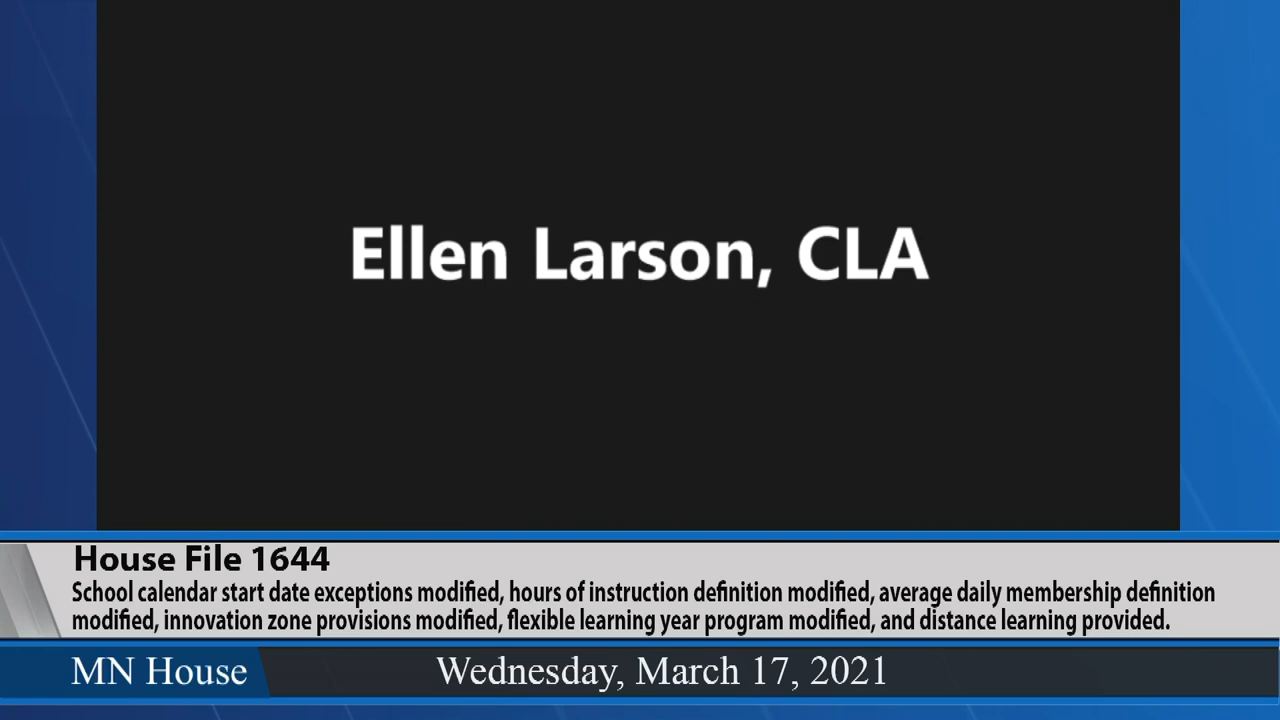 Ellen Larson, CLA
House File 1644
School calendar start date exceptions modified, hours of instruction definition modified, average daily membership definition
modified, innovation zone provisions modified, flexible learning year program modified, and distance learning provided.
MN House
Wednesday, March 17, 2021